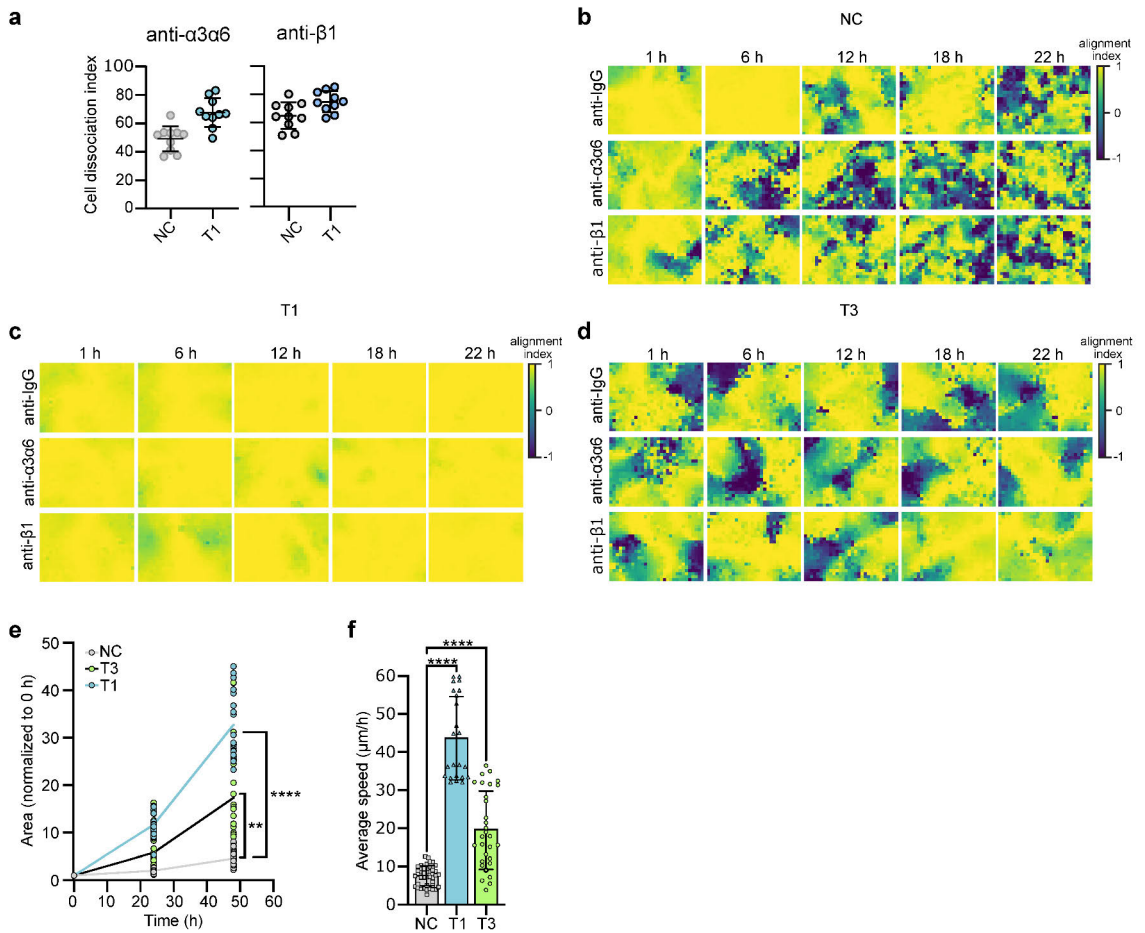 a
anti-α3α6
anti-β1
Cell dissociation index
100
80
60
40
20
0
NC
T1
NC
T1
b
NC
1 h
6 h
12 h
18 h
22 h
alignment
index
anti-IgG
anti-α3α6
anti-β1
1
0
-1
c
T1
1 h
6 h
12 h
18 h
22 h
alignment
index
anti-IgG
anti-α3α6
anti-β1
1
0
-1
d
T3
1 h
6 h
12 h
18 h
22 h
alignment
index
anti-IgG
anti-α3α6
anti-β1
1
0
-1
e
Area (normalized to 0 h)
50
40
30
20
10
0
NC
T3
T1
****
**
0
10
20
30
40
50
60
Time (h)
f
Average speed (µm/h)
60
50
40
30
20
10
0
****
****
NC
T1
T3